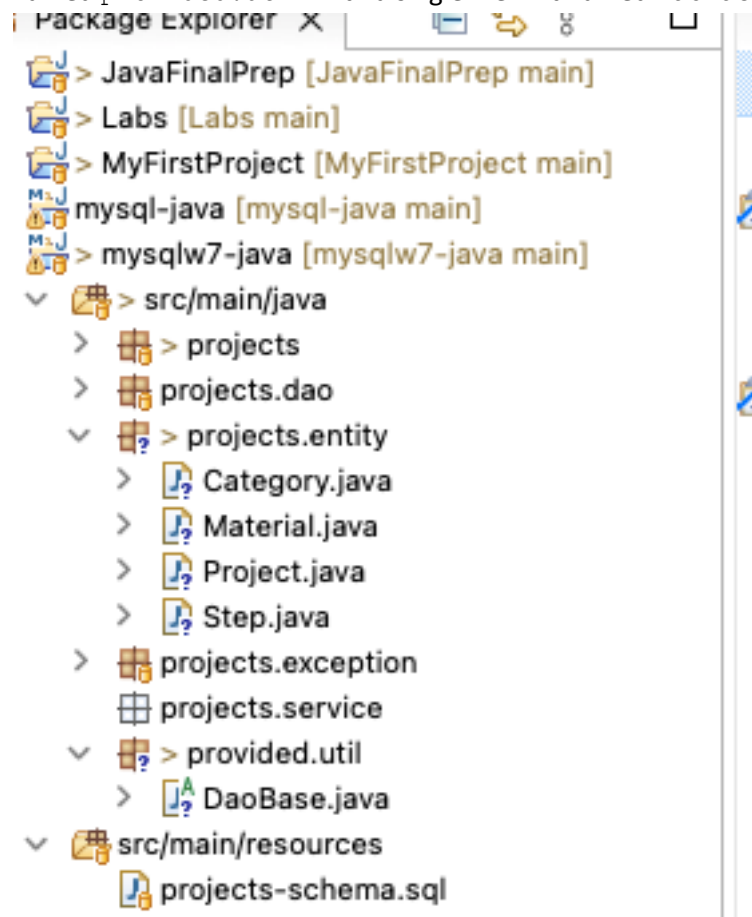 Package Explorer
> JavaFinalPrep [JavaFinalPrep main]
> Labs [Labs main]
> MyFirstProject [MyFirstProject main]
mysql-java [mysql-java main]
> mysqlw7-java [mysqlw7-java main]
> src/main/java
> projects
projects.dao
> projects.entity
Category.java
Material.java
Project.java
Step.java
projects.exception
projects.service
> provided.util
DaoBase.java
src/main/resources
projects-schema.sql